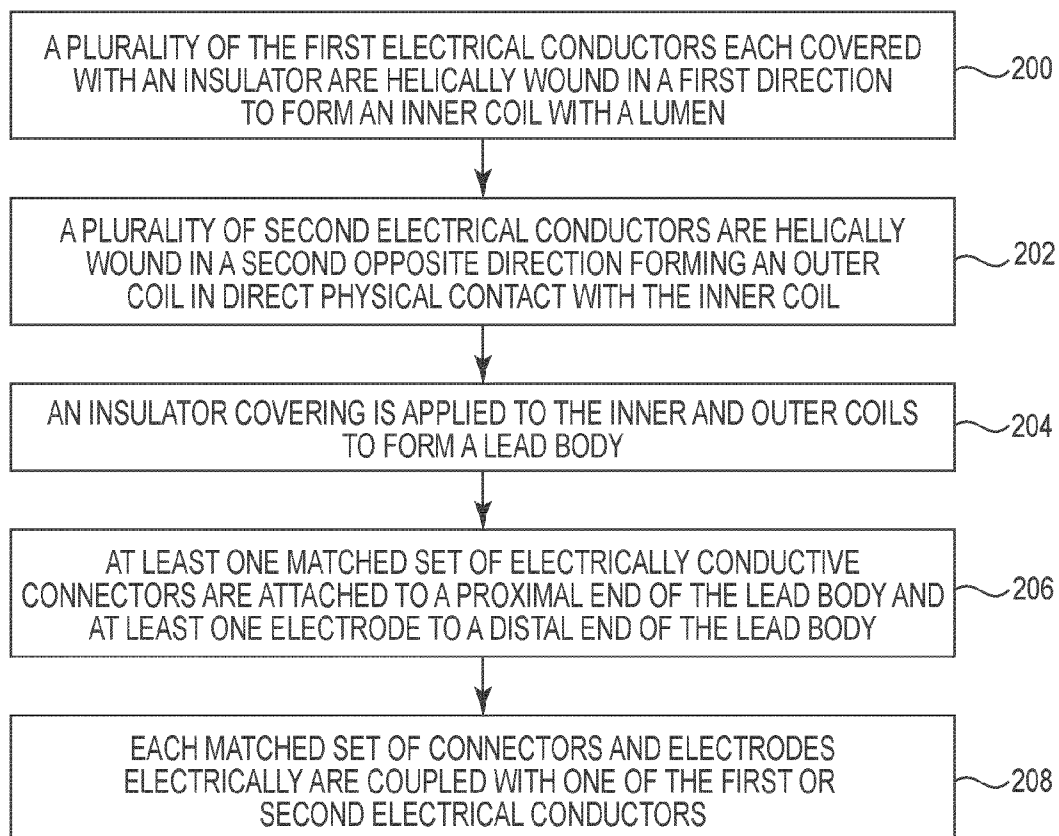 A PLURALITY OF THE FIRST ELECTRICAL CONDUCTORS EACH COVERED
WITH AN INSULATOR ARE HELICALLY WOUND IN A FIRST DIRECTION
TO FORM AN INNER COIL WITH A LUMEN
200
A PLURALITY OF SECOND ELECTRICAL CONDUCTORS ARE HELICALLY
WOUND IN A SECOND OPPOSITE DIRECTION FORMING AN OUTER
COIL IN DIRECT PHYSICAL CONTACT WITH THE INNER COIL
202
AN INSULATOR COVERING IS APPLIED TO THE INNER AND OUTER COILS
TO FORM A LEAD BODY
204
AT LEAST ONE MATCHED SET OF ELECTRICALLY CONDUCTIVE
CONNECTORS ARE ATTACHED TO A PROXIMAL END OF THE LEAD BODY AND
AT LEAST ONE ELECTRODE TO A DISTAL END OF THE LEAD BODY
206
EACH MATCHED SET OF CONNECTORS AND ELECTRODES
ELECTRICALLY ARE COUPLED WITH ONE OF THE FIRST OR
SECOND ELECTRICAL CONDUCTORS
208